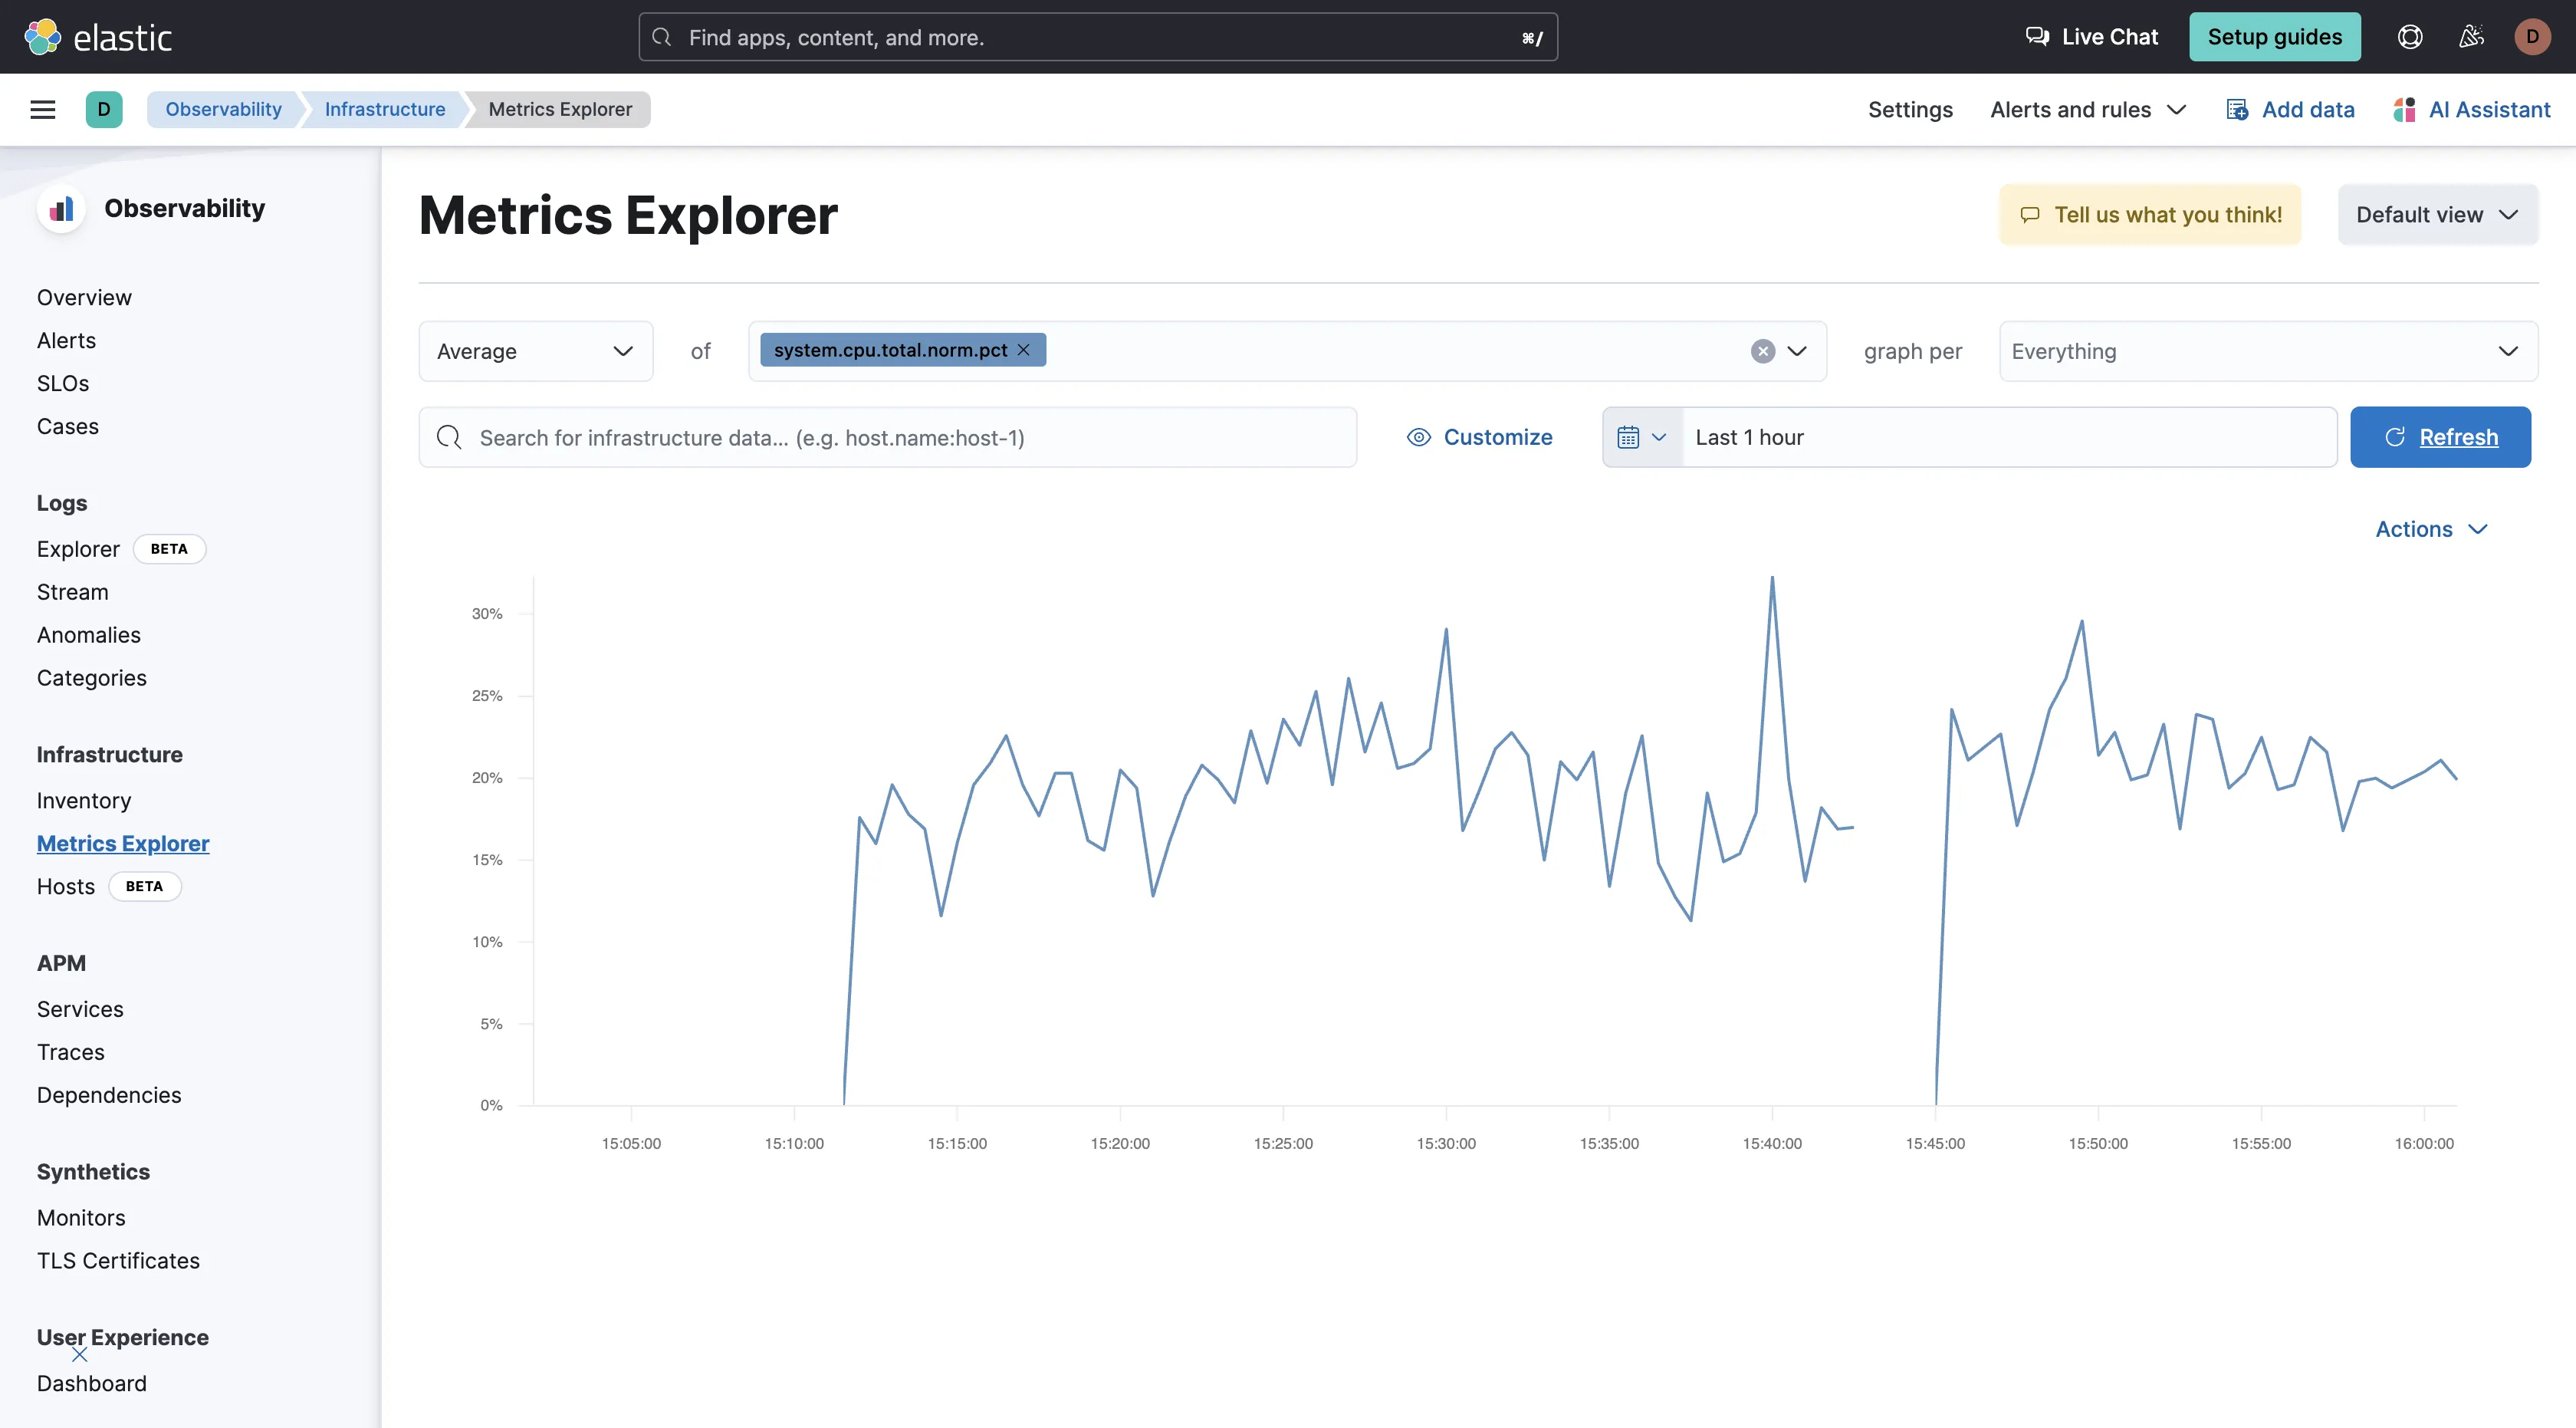 elastic
Find apps, content, and more.
⌘/
Live Chat
Setup guides
D
D
Observability
Infrastructure
Metrics Explorer
Settings
Alerts and rules
Add data
AI Assistant
Observability
Overview
Alerts
SLOs
Cases
Logs
Explorer BETA
Stream
Anomalies
Categories
Infrastructure
Inventory
Metrics Explorer
Hosts BETA
APM
Services
Traces
Dependencies
Synthetics
Monitors
TLS Certificates
User Experience
Dashboard
Metrics Explorer
Tell us what you think!
Default view
Average
of
system.cpu.total.norm.pct
graph per
Everything
Search for infrastructure data... (e.g. host.name:host-1)
Customize
Last 1 hour
Refresh
Actions
30%
25%
20%
15%
10%
5%
0%
15:05:00
15:10:00
15:15:00
15:20:00
15:25:00
15:30:00
15:35:00
15:40:00
15:45:00
15:50:00
15:55:00
16:00:00